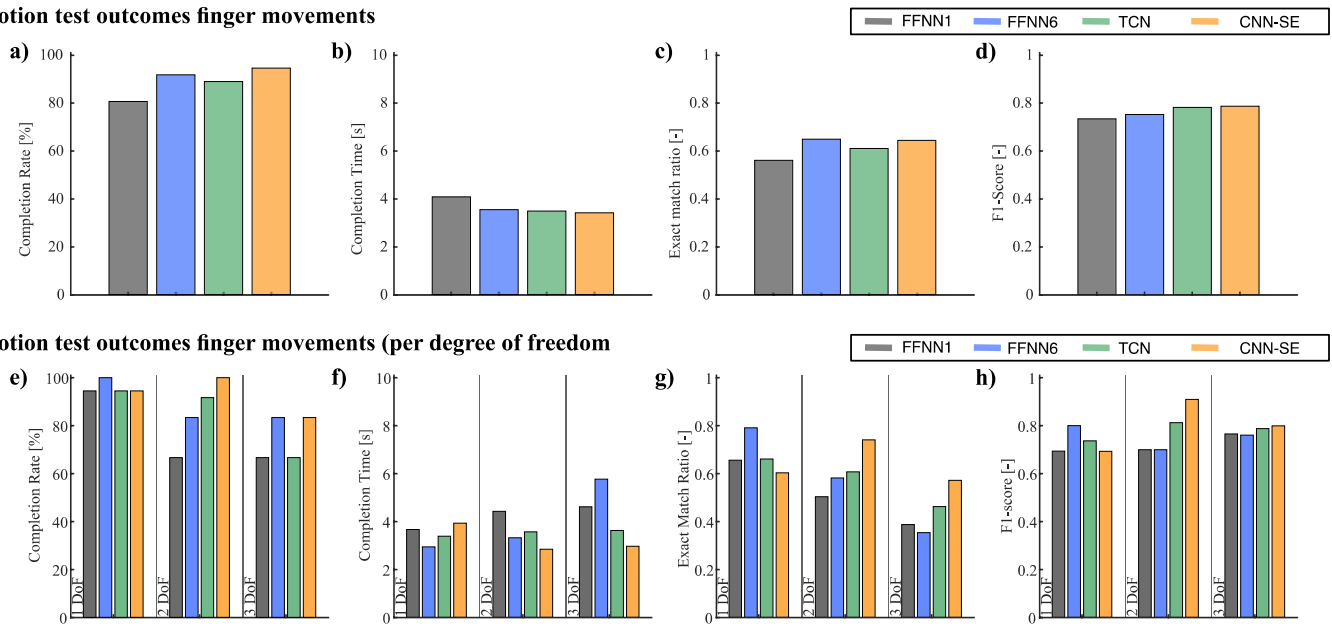 otion test outcomes finger movements
FFNN1 FFNN6 TCN CNN-SE
a) b) c) d)
Completion Rate [%]
100
80
60
40
20
0
Completion Time [s]
10
8
6
4
2
0
Exact match ratio [-]
1
0.8
0.6
0.4
0.2
0
F1-Score [-]
1
0.8
0.6
0.4
0.2
0
otion test outcomes finger movements (per degree of freedom
FFNN1 FFNN6 TCN CNN-SE
e) f) g) h)
Completion Rate [%]
100
80
60
40
20
0
1 DoF
2 DoF
3 DoF
Completion Time [s]
10
8
6
4
2
0
1 DoF
2 DoF
3 DoF
Exact Match Ratio [-]
1
0.8
0.6
0.4
0.2
0
1 DoF
2 DoF
3 DoF
F1-score [-]
1
0.8
0.6
0.4
0.2
0
1 DoF
2 DoF
3 DoF